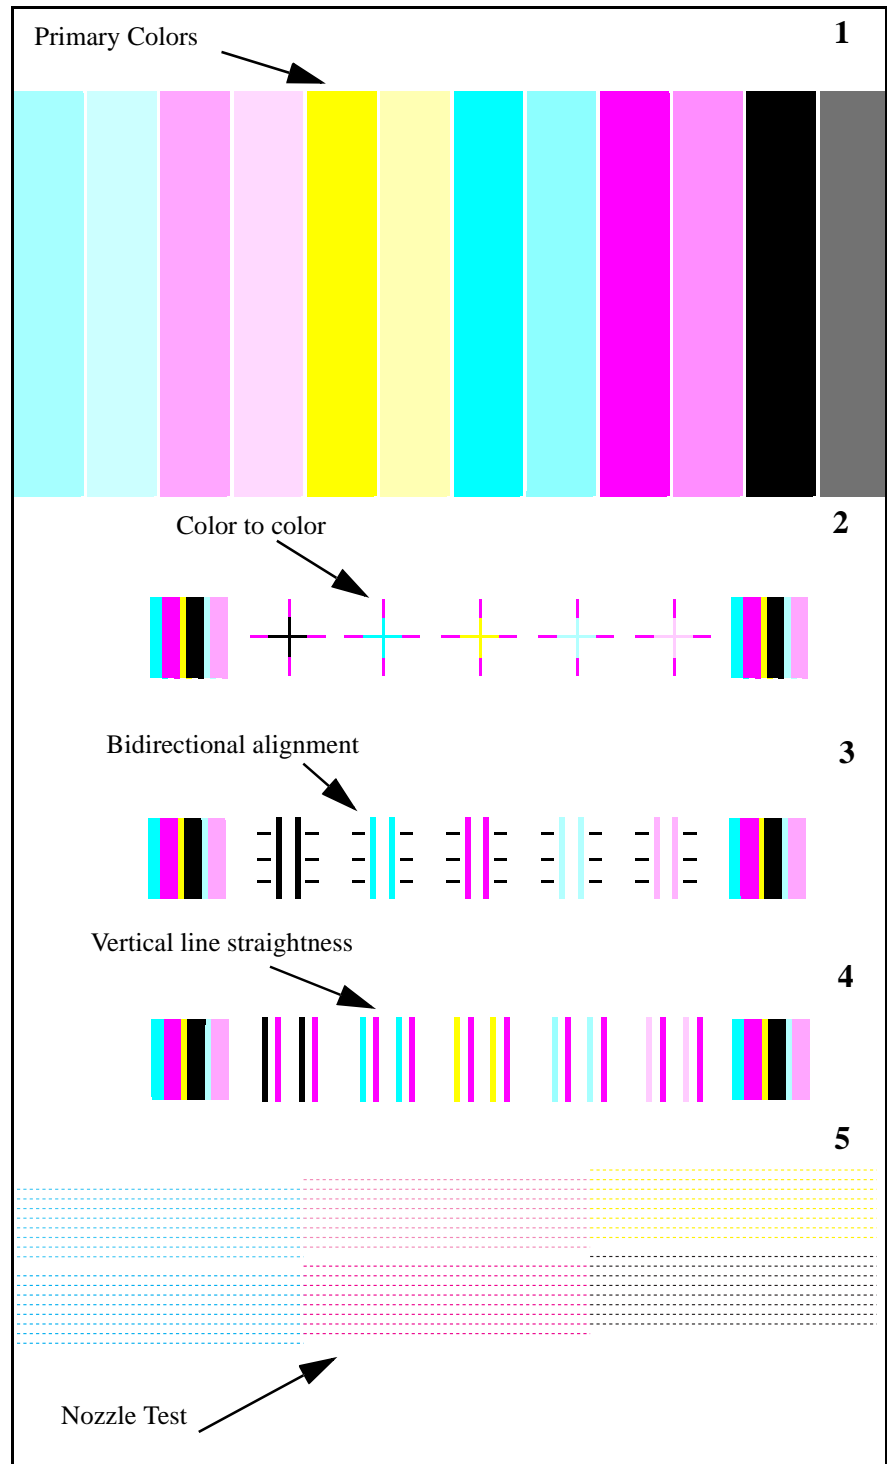 Primary Colors
1
2
Color to color
3
Bidirectional alignment
Vertical line straightness
4
5
Nozzle Test